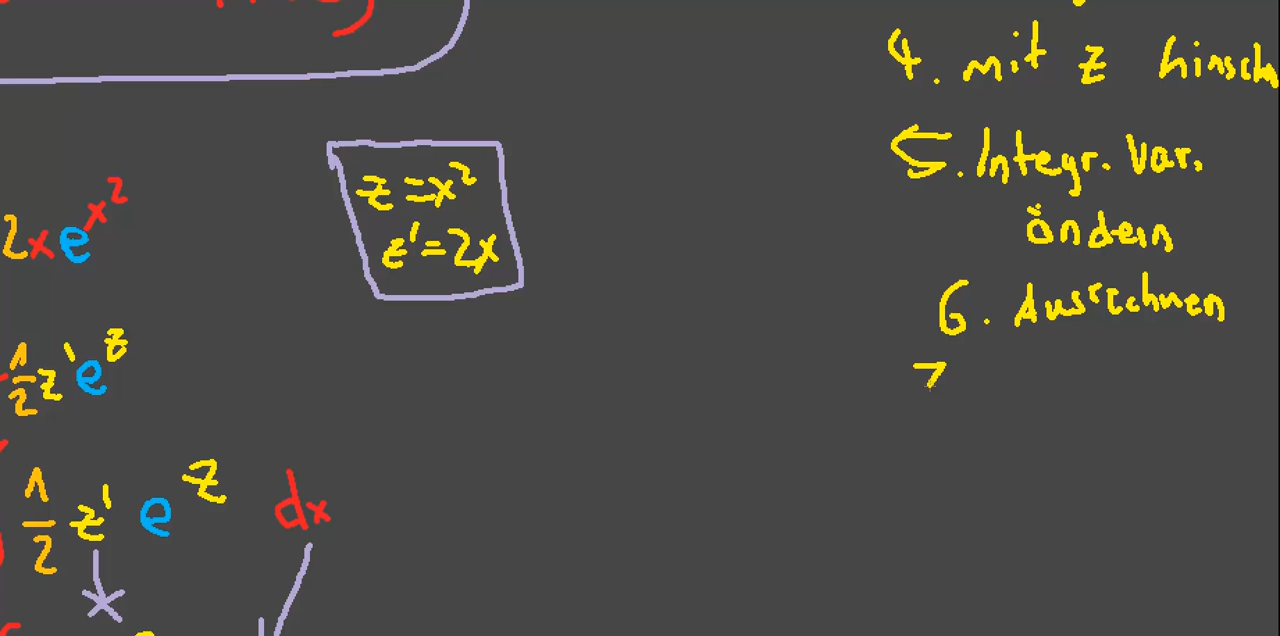 4. mit z hinsch
z = x²
z' = 2x
5. Integr. Var.
ändern
2x e^x²
6. Ausrechnen
1/2 z' e^z
7
1/2 z' e^z dx